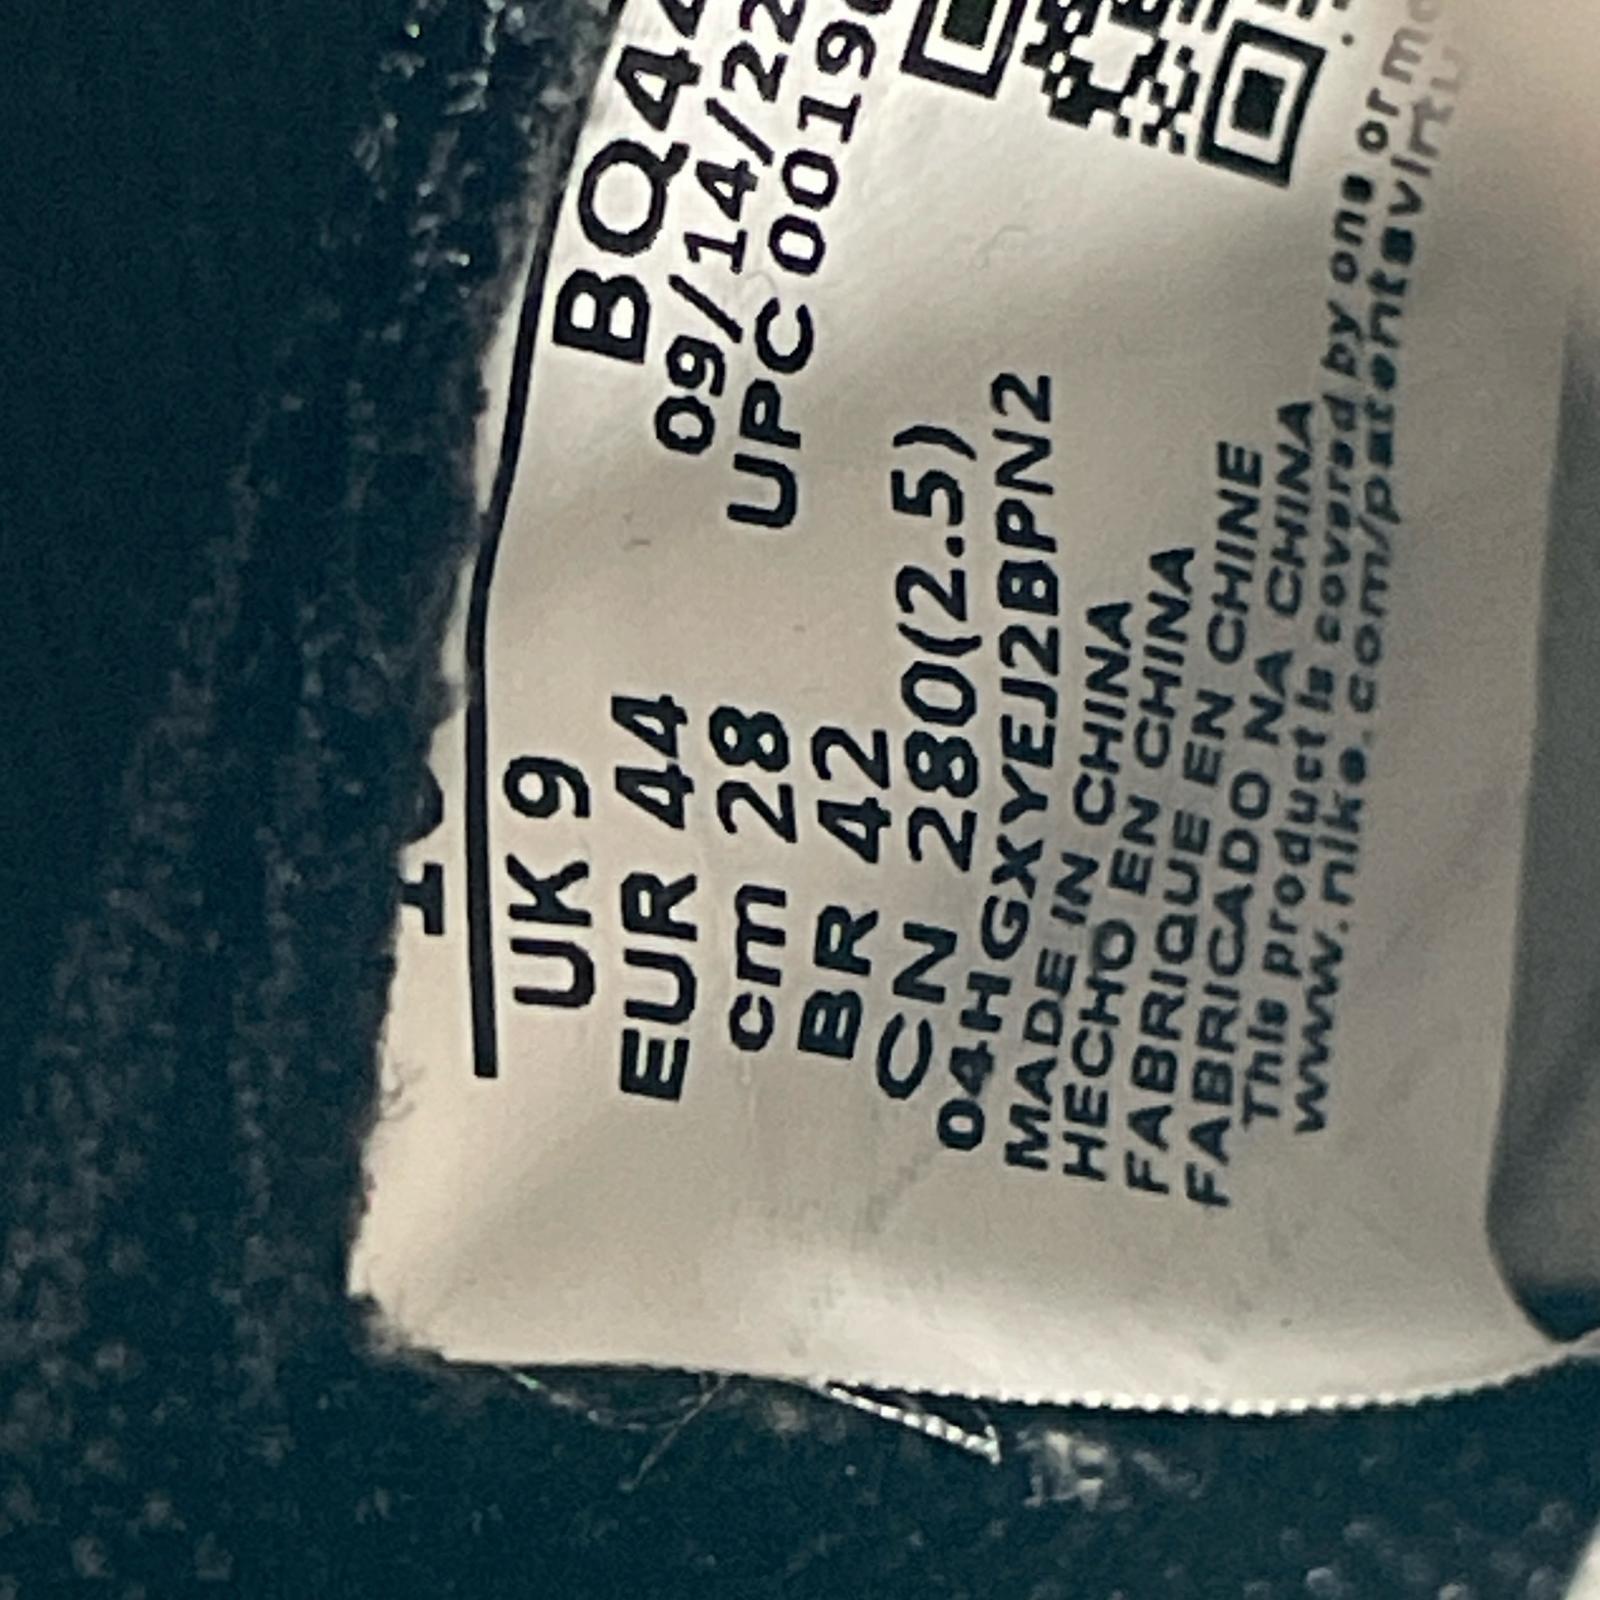 UK 9
EUR 44
cm 28
BR 42
CN 280(2.5)
04HGXYEJ2BPN2
MADE IN CHINA
HECHO EN CHINA
FABRIQUE EN CHINE
FABRICADO NA CHINA
This product is covered by one or
www.nike.com/patents
BQ4
09/14/22
UPC 0019